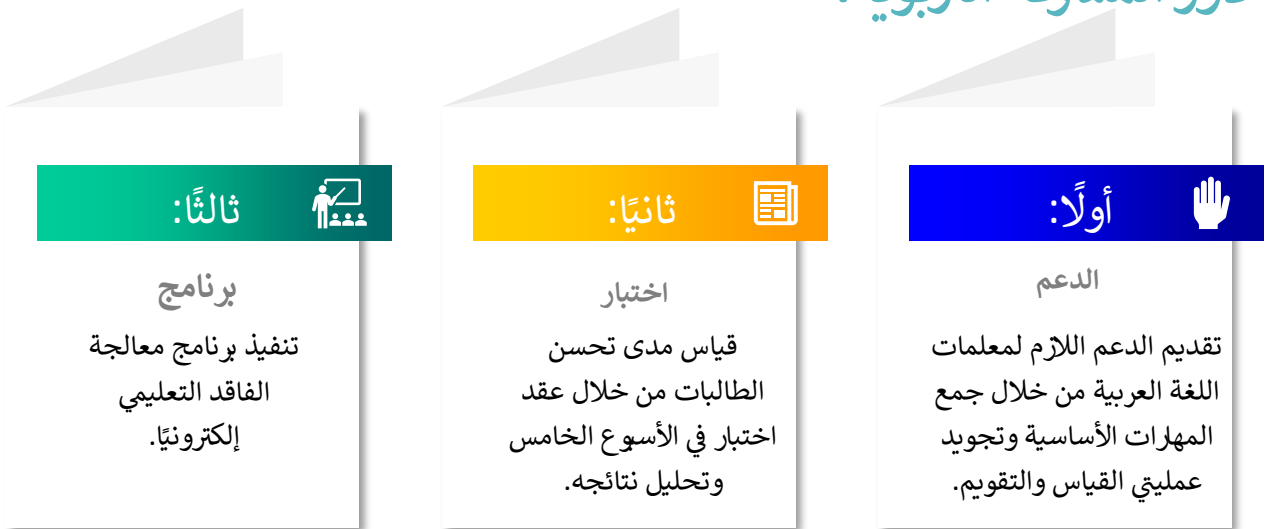 أولًا:
الدعم
تقديم الدعم اللازم لمعلمات
اللغة العربية من خلال جمع
المهارات الأساسية وتجويد
عمليتي القياس والتقويم.
ثانيًا:
اختبار
قياس مدى تحسن
الطالبات من خلال عقد
اختبار في الأسبوع الخامس
وتحليل نتائجه.
ثالثًا:
برنامج
تنفيذ برنامج معالجة
الفاقد التعليمي
إلكترونيًا.